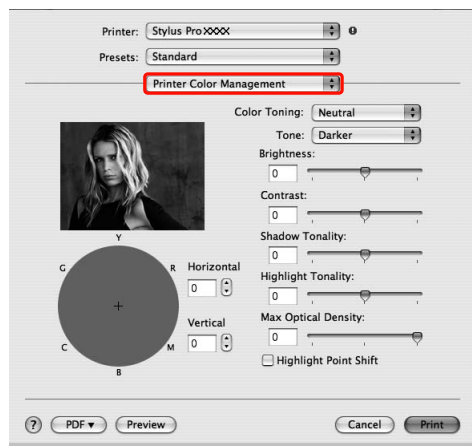 Printer: Stylus Pro XXXX
Presets: Standard
Printer Color Management
Color Toning: Neutral
Tone: Darker
Brightness:
0
Contrast:
0
Shadow Tonality:
0
Highlight Tonality:
0
Max Optical Density:
0
Highlight Point Shift
Y
G R
C M
B
Horizontal
0
Vertical
0
? PDF Preview Cancel Print